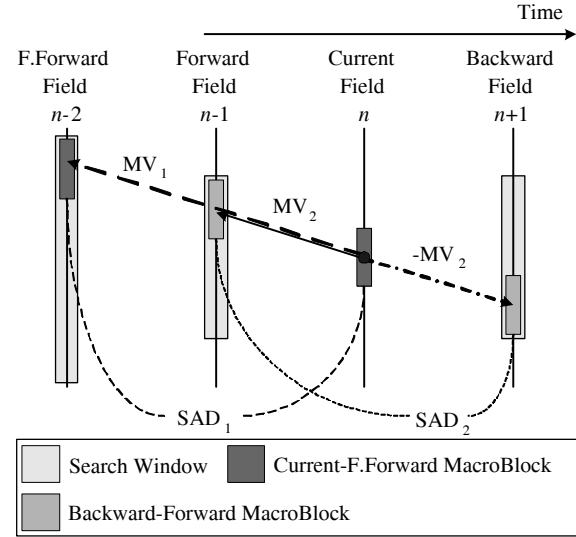 Time
F.Forward Forward Current Backward
Field Field Field Field
n-2 n-1 n n+1
MV1
MV2
-MV2
SAD1 SAD2
Search Window Current-F.Forward MacroBlock
Backward-Forward MacroBlock